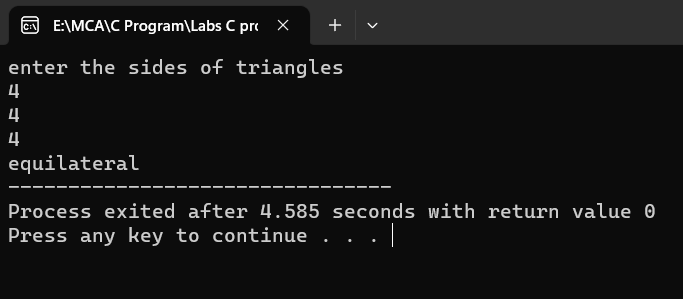 E:\MCA\C Program\Labs C pro
enter the sides of triangles
4
4
4
equilateral
--------------------------------
Process exited after 4.585 seconds with return value 0
Press any key to continue . . .